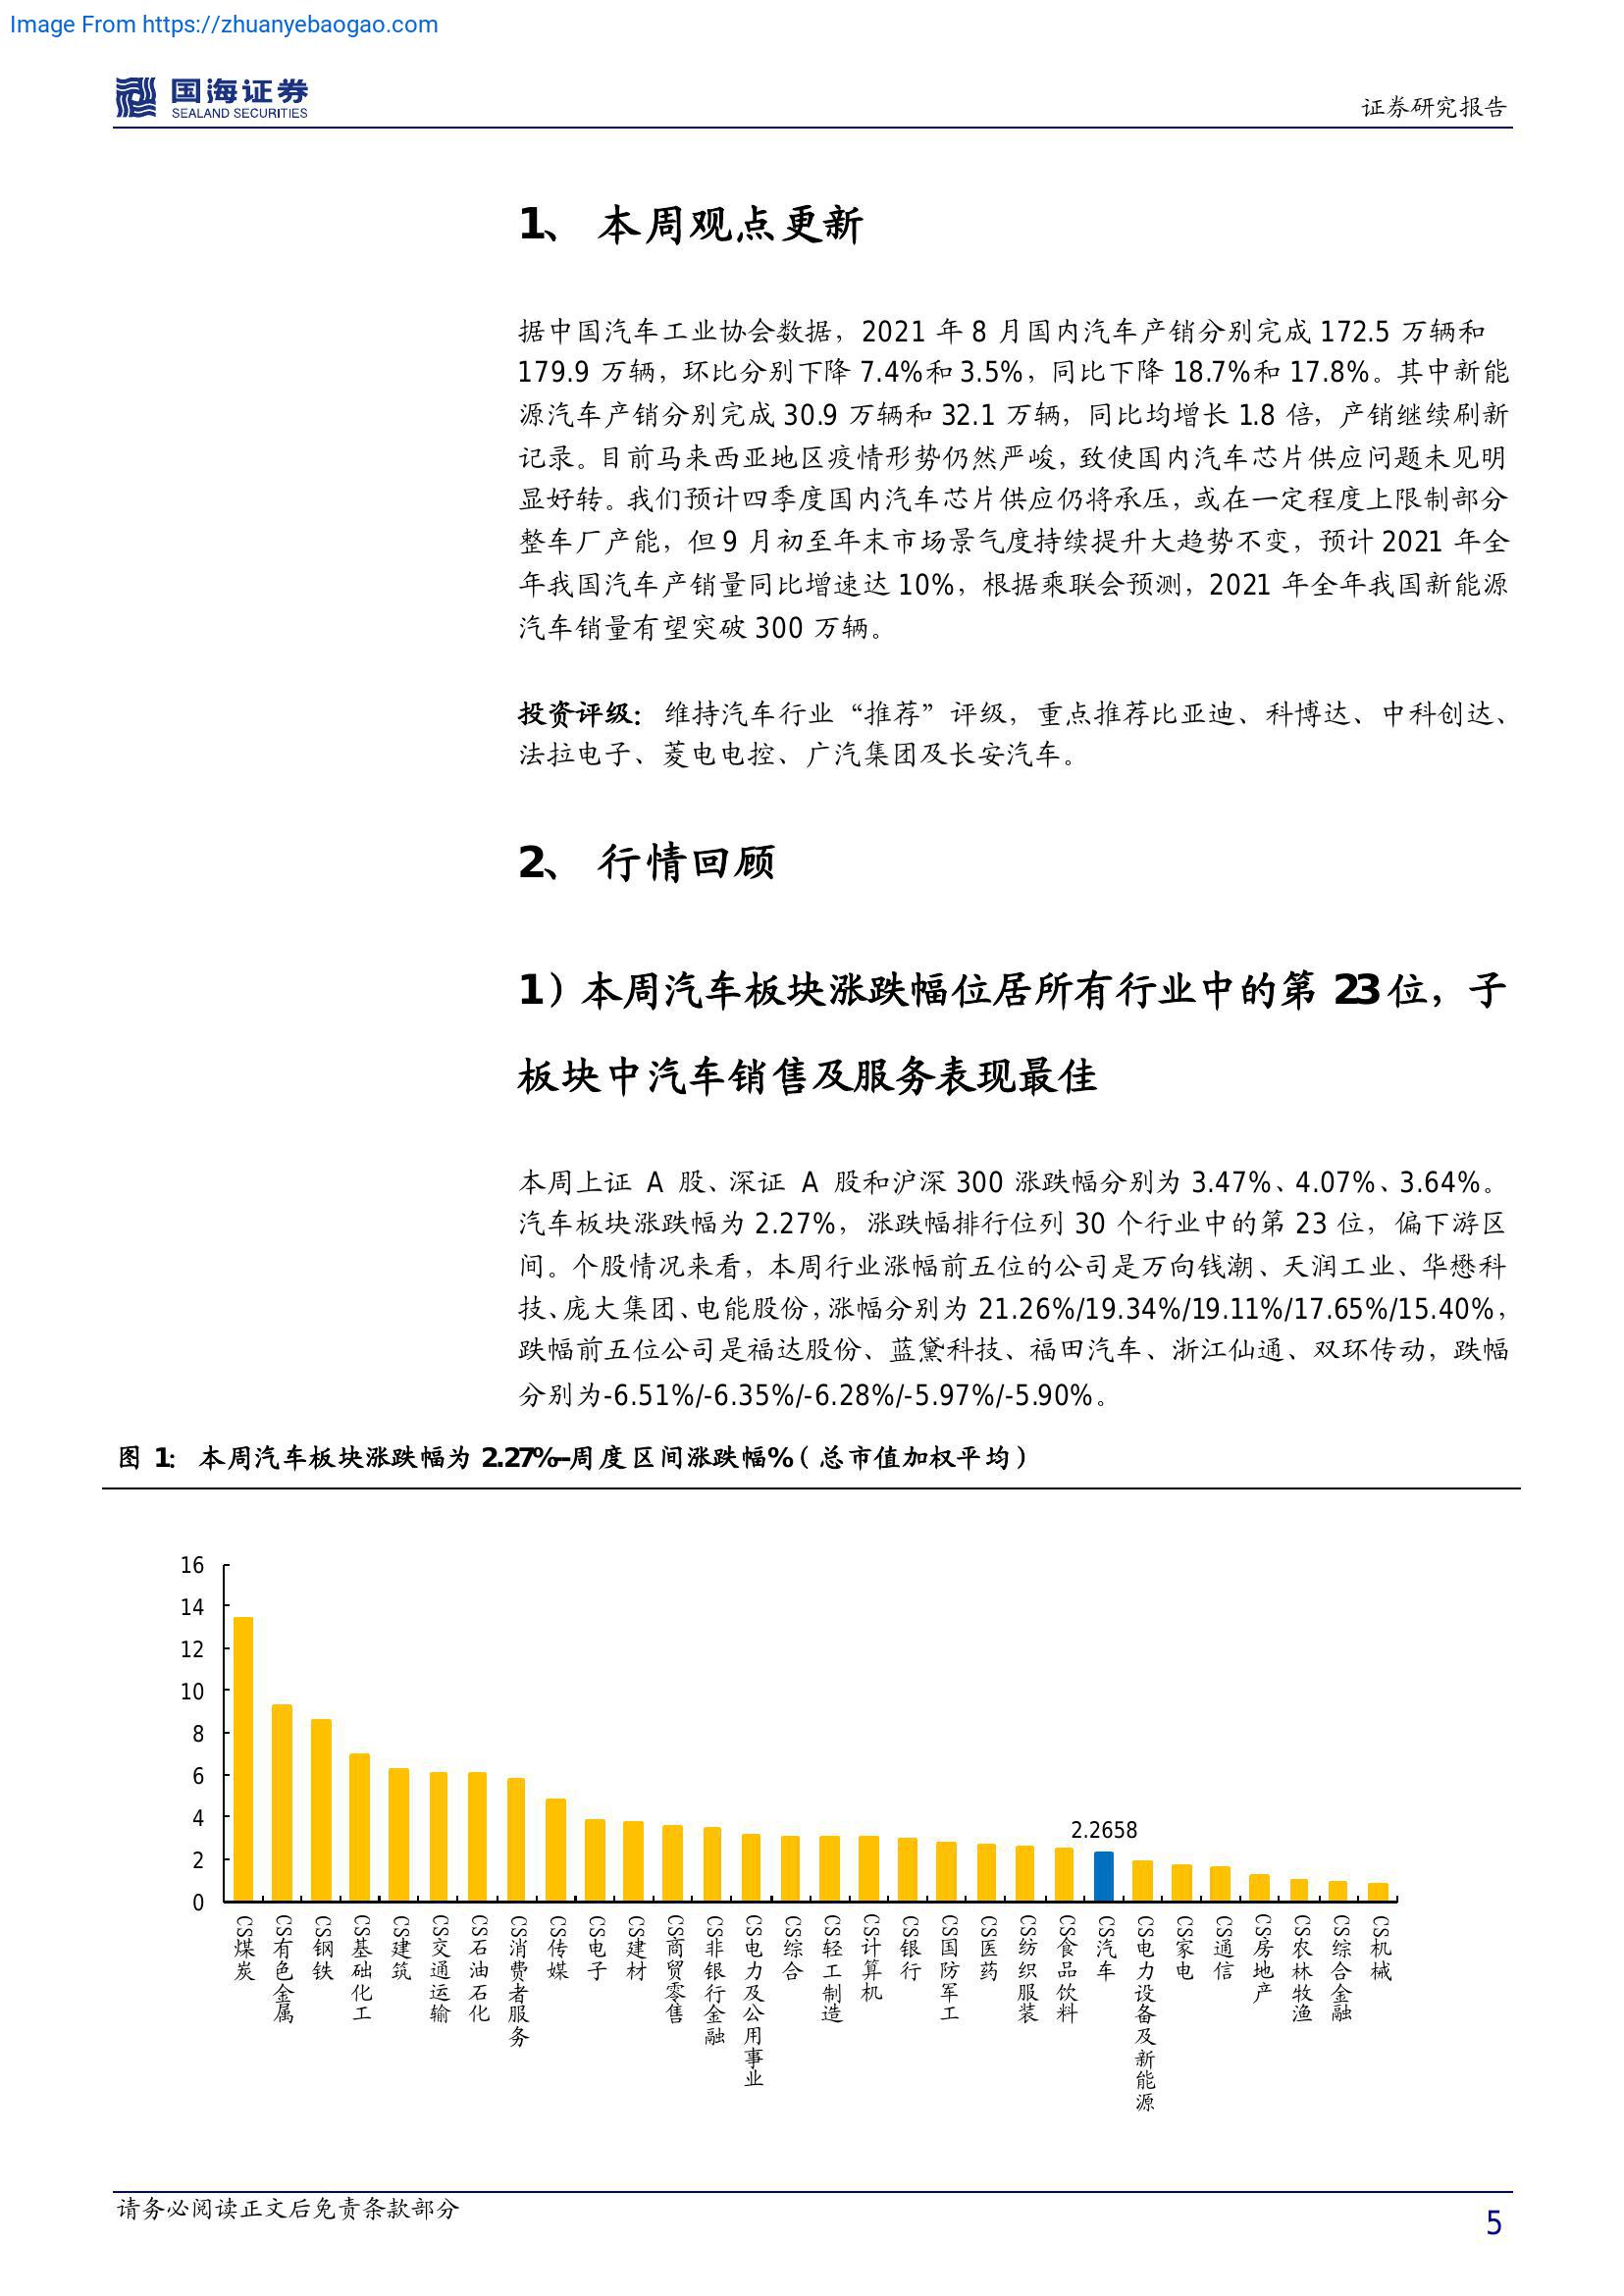 Image From https://zhuanyebaogao.com
国海证券
SEALAND SECURITIES
证券研究报告
1、 本周观点更新
据中国汽车工业协会数据，2021 年 8 月国内汽车产销分别完成 172.5 万辆和
179.9 万辆，环比分别下降 7.4%和 3.5%，同比下降 18.7%和 17.8%。其中新能
源汽车产销分别完成 30.9 万辆和 32.1 万辆，同比均增长 1.8 倍，产销继续刷新
记录。目前马来西亚地区疫情形势仍然严峻，致使国内汽车芯片供应问题未见明
显好转。我们预计四季度国内汽车芯片供应仍将承压，或在一定程度上限制部分
整车厂产能，但 9 月初至年末市场景气度持续提升大趋势不变，预计 2021 年全
年我国汽车产销量同比增速达 10%，根据乘联会预测，2021 年全年我国新能源
汽车销量有望突破 300 万辆。
投资评级：维持汽车行业“推荐”评级，重点推荐比亚迪、科博达、中科创达、
法拉电子、菱电电控、广汽集团及长安汽车。
2、 行情回顾
1）本周汽车板块涨跌幅位居所有行业中的第 23 位，子
板块中汽车销售及服务表现最佳
本周上证 A 股、深证 A 股和沪深 300 涨跌幅分别为 3.47%、4.07%、3.64%。
汽车板块涨跌幅为 2.27%，涨跌幅排行位列 30 个行业中的第 23 位，偏下游区
间。个股情况来看，本周行业涨幅前五位的公司是万向钱潮、天润工业、华懋科
技、庞大集团、电能股份，涨幅分别为 21.26%/19.34%/19.11%/17.65%/15.40%，
跌幅前五位公司是福达股份、蓝黛科技、福田汽车、浙江仙通、双环传动，跌幅
分别为-6.51%/-6.35%/-6.28%/-5.97%/-5.90%。
图 1：本周汽车板块涨跌幅为 2.27%--周度区间涨跌幅%（总市值加权平均）
16
14
12
10
8
6
4
2
0
2.2658
CS煤炭
CS有色金属
CS钢铁
CS基础化工
CS建筑
CS交通运输
CS石油石化
CS消费者服务
CS传媒
CS电子
CS建材
CS商贸零售
CS非银行金融
CS电力及公用事业
CS综合
CS轻工制造
CS计算机
CS银行
CS国防军工
CS医药
CS纺织服装
CS食品饮料
CS汽车
CS电力设备及新能源
CS家电
CS通信
CS房地产
CS农林牧渔
CS综合金融
CS机械
请务必阅读正文后免责条款部分
5